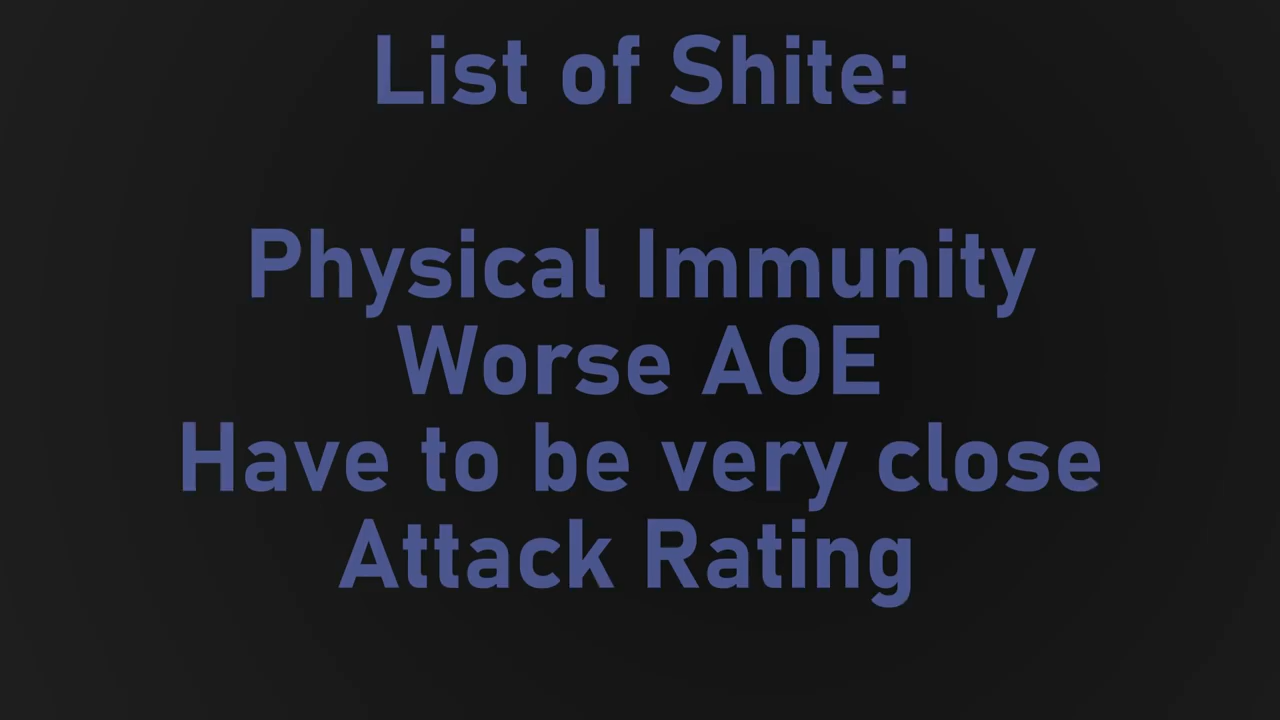 List of Shite:
Physical Immunity
Worse AOE
Have to be very close
Attack Rating